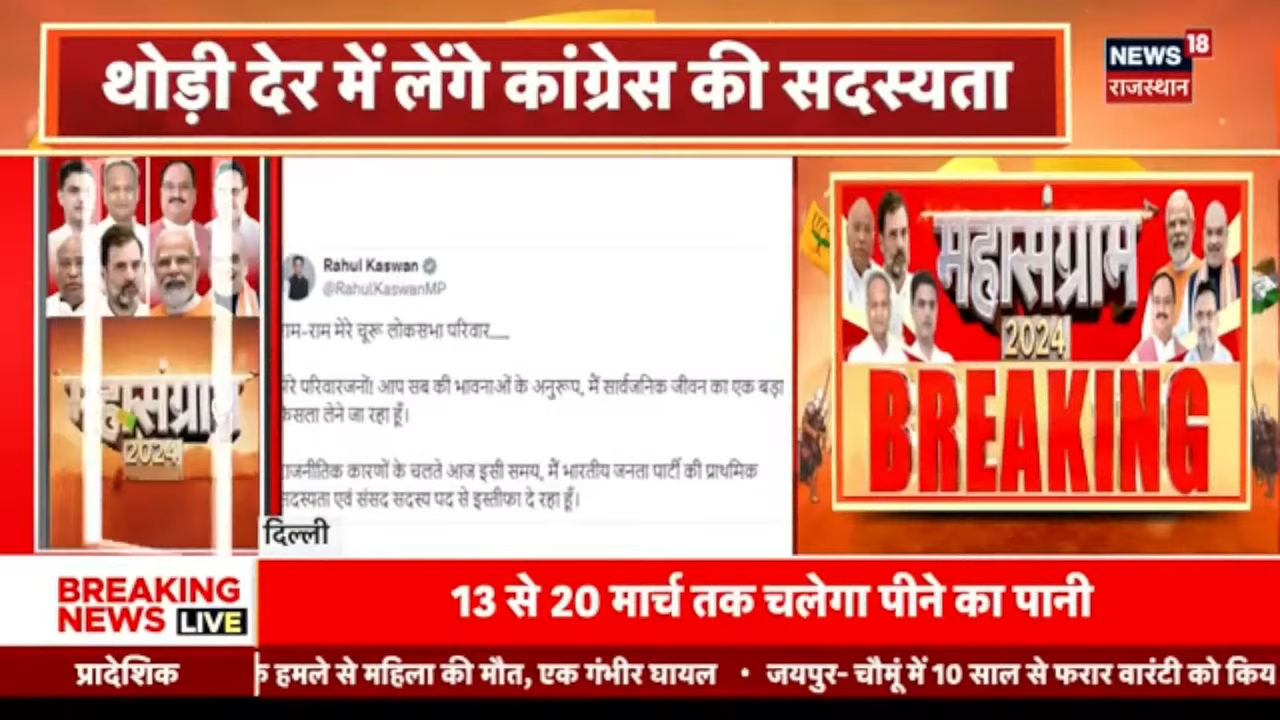 थोड़ी देर में लेंगे कांग्रेस की सदस्यता
NEWS 18
राजस्थान
Rahul Kaswan
@RahulKaswanMP
राम-राम मेरे चूरू लोकसभा परिवार....
मेरे परिवारजनों! आप सब की भावनाओं के अनुरूप, मैं सार्वजनिक जीवन का एक बड़ा
फैसला लेने जा रहा हूँ।
राजनीतिक कारणों के चलते आज इसी समय, मैं भारतीय जनता पार्टी की प्राथमिक
सदस्यता एवं संसद सदस्य पद से इस्तीफा दे रहा हूँ।
दिल्ली
महासंग्राम
2024
महासंग्राम
2024
BREAKING
BREAKING
NEWS LIVE
13 से 20 मार्च तक चलेगा पीने का पानी
प्रादेशिक
के हमले से महिला की मौत, एक गंभीर घायल • जयपुर- चौमूं में 10 साल से फरार वारंटी को किय